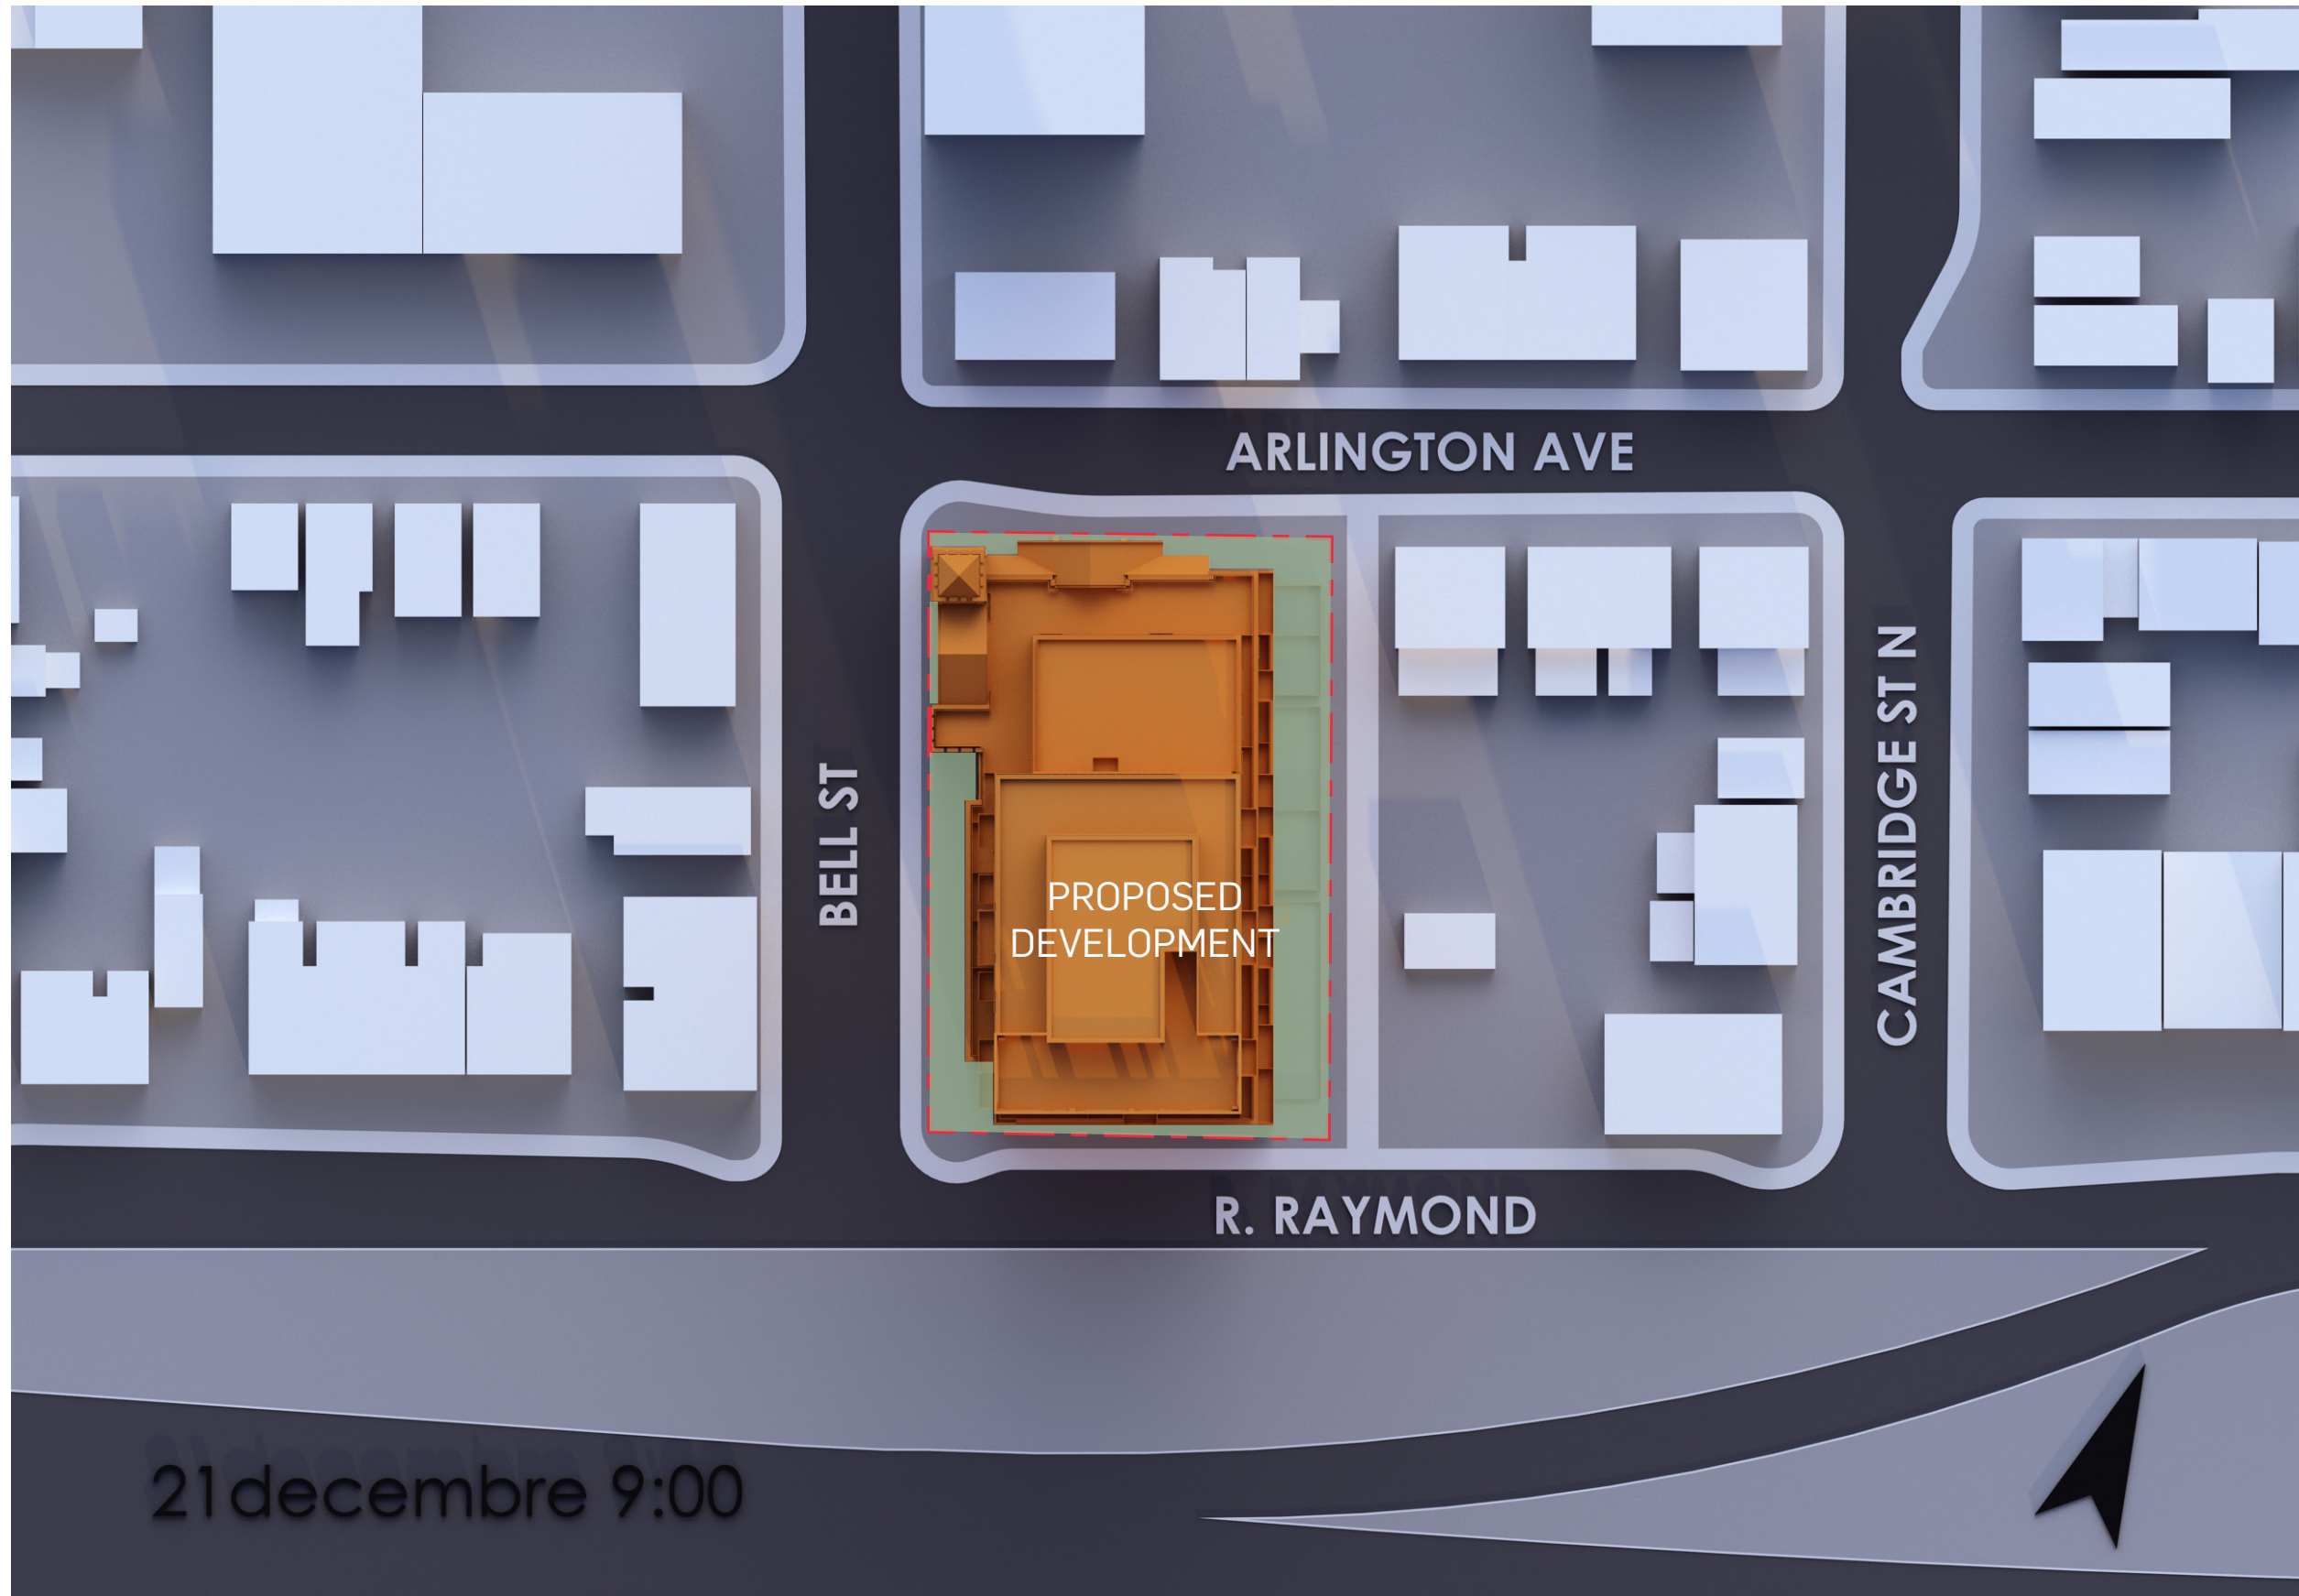 ARLINGTON AVE
BELL ST
PROPOSED
DEVELOPMENT
CAMBRIDGE ST N
R. RAYMOND
21decembre 9:00